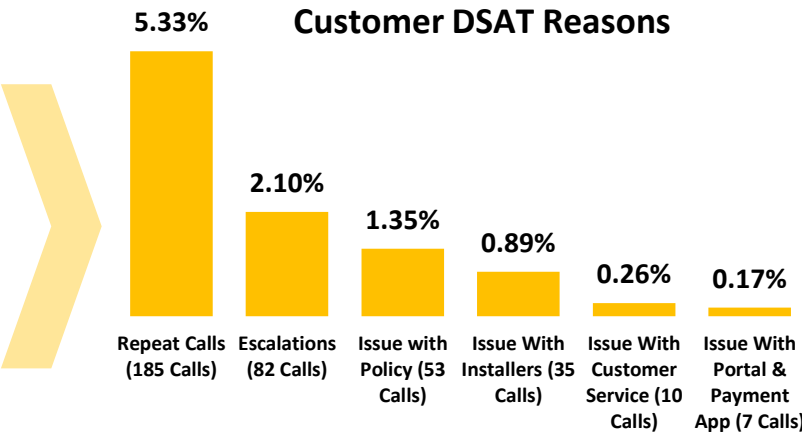 Customer DSAT Reasons
5.33%
2.10%
1.35%
0.89%
0.26%
0.17%
Repeat Calls
(185 Calls)
Escalations
(82 Calls)
Issue with
Policy (53
Calls)
Issue With
Installers (35
Calls)
Issue With
Customer
Service (10
Calls)
Issue With
Portal &
Payment
App (7 Calls)